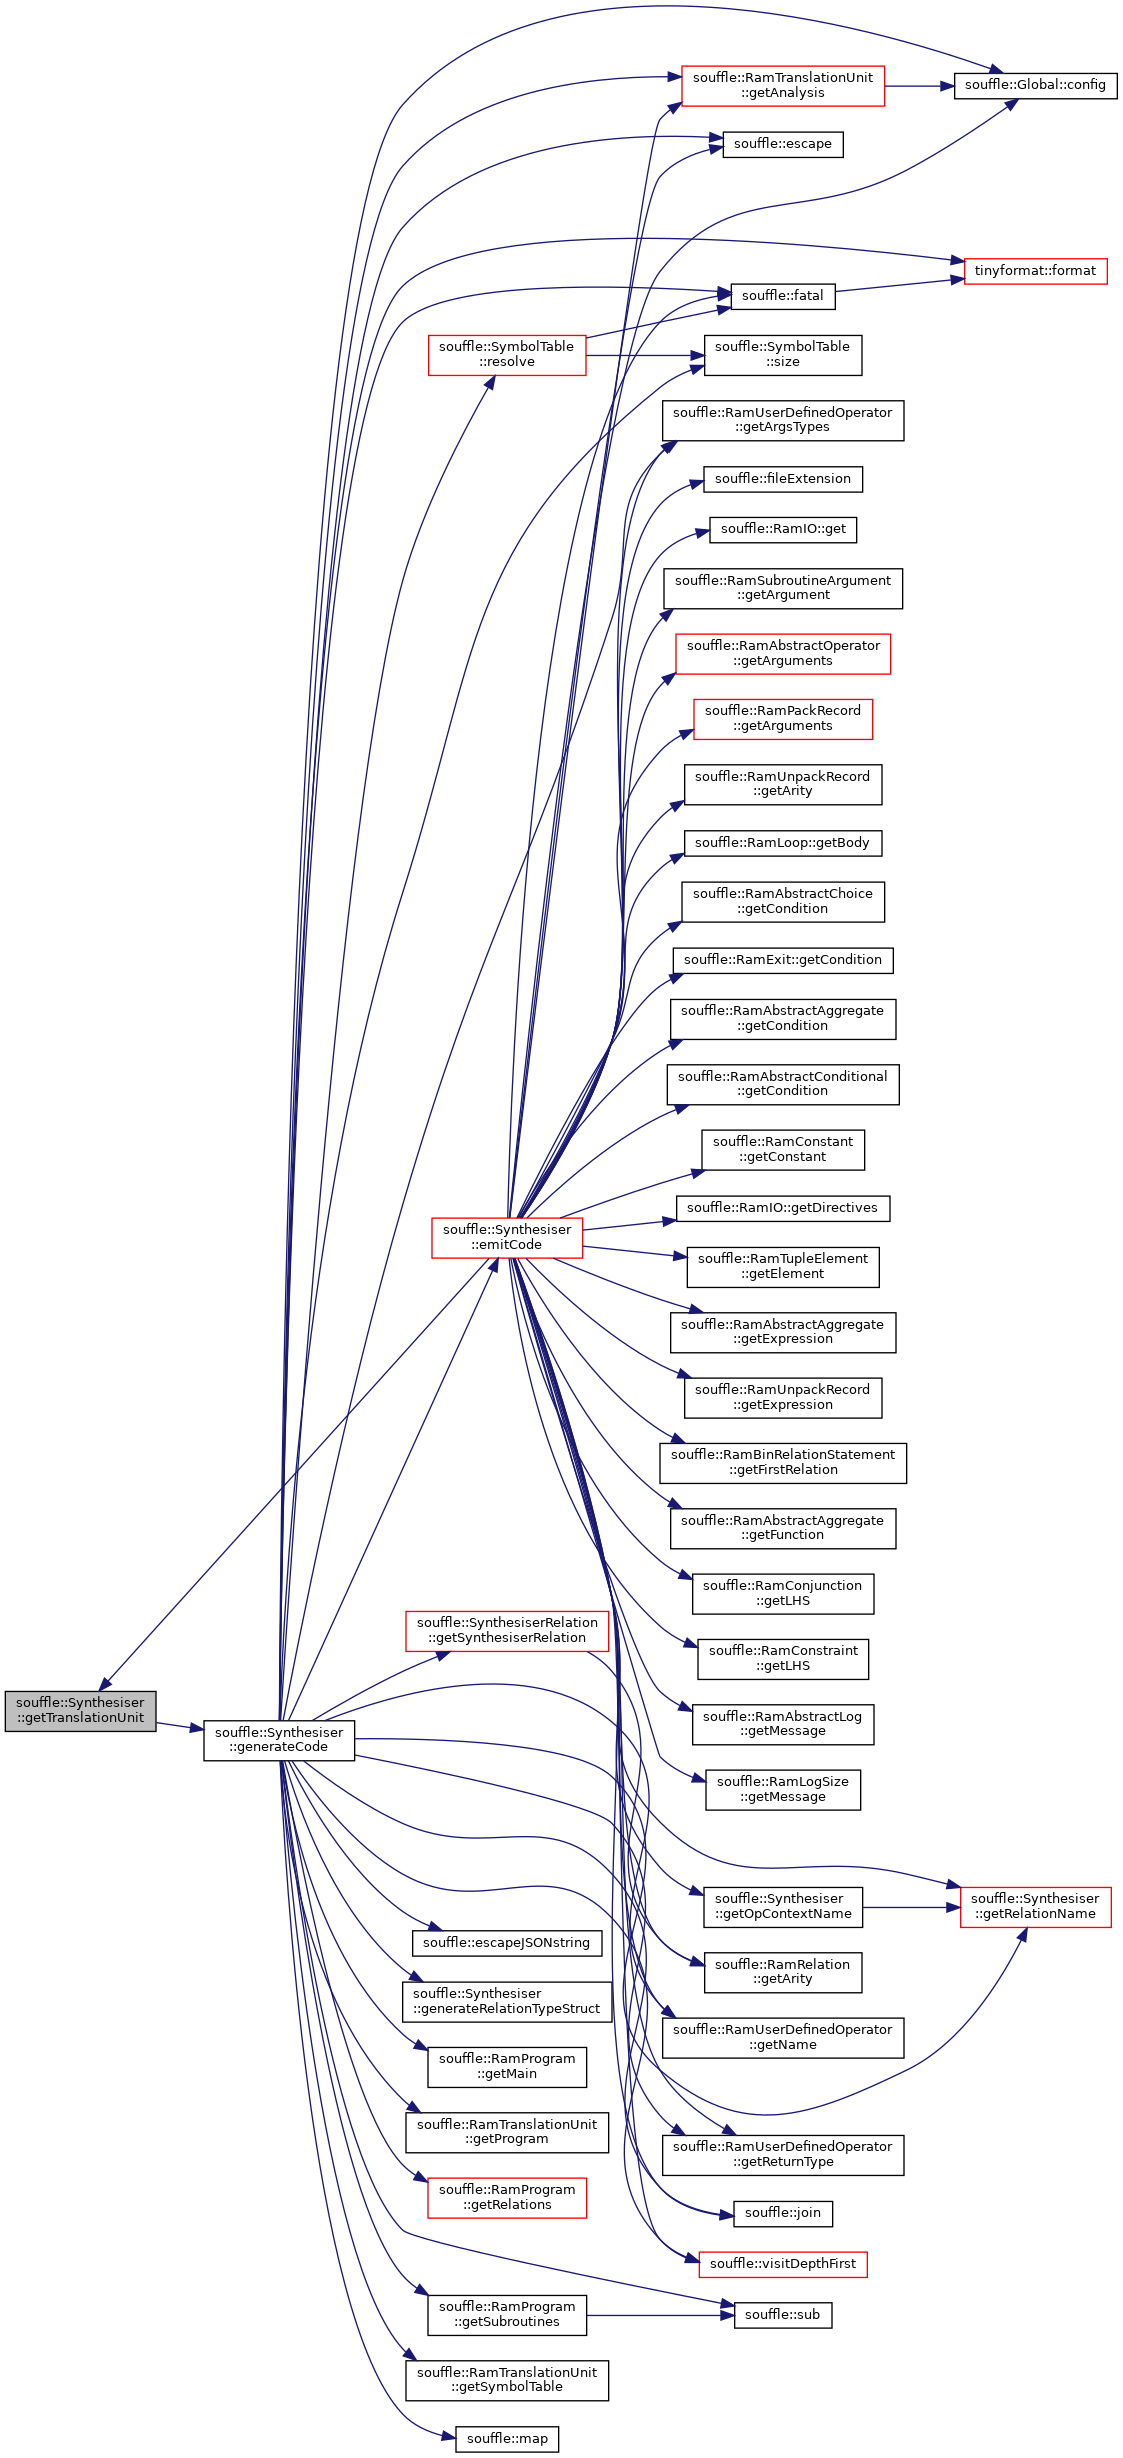 souffle::RamTranslationUnit
::getAnalysis
souffle::Global::config
souffle::escape
tinyformat::format
souffle::fatal
souffle::SymbolTable
::resolve
souffle::SymbolTable
::size
souffle::RamUserDefinedOperator
::getArgsTypes
souffle::fileExtension
souffle::RamIO::get
souffle::RamSubroutineArgument
::getArgument
souffle::RamAbstractOperator
::getArguments
souffle::RamPackRecord
::getArguments
souffle::RamUnpackRecord
::getArity
souffle::RamLoop::getBody
souffle::RamAbstractChoice
::getCondition
souffle::RamExit::getCondition
souffle::RamAbstractAggregate
::getCondition
souffle::RamAbstractConditional
::getCondition
souffle::RamConstant
::getConstant
souffle::RamIO::getDirectives
souffle::Synthesiser
::emitCode
souffle::RamTupleElement
::getElement
souffle::RamAbstractAggregate
::getExpression
souffle::RamUnpackRecord
::getExpression
souffle::RamBinRelationStatement
::getFirstRelation
souffle::RamAbstractAggregate
::getFunction
souffle::RamConjunction
::getLHS
souffle::SynthesiserRelation
::getSynthesiserRelation
souffle::RamConstraint
::getLHS
souffle::Synthesiser
::getTranslationUnit
souffle::Synthesiser
::generateCode
souffle::RamAbstractLog
::getMessage
souffle::RamLogSize
::getMessage
souffle::Synthesiser
::getOpContextName
souffle::Synthesiser
::getRelationName
souffle::escapeJSONstring
souffle::RamRelation
::getArity
souffle::Synthesiser
::generateRelationTypeStruct
souffle::RamUserDefinedOperator
::getName
souffle::RamProgram
::getMain
souffle::RamTranslationUnit
::getProgram
souffle::RamUserDefinedOperator
::getReturnType
souffle::RamProgram
::getRelations
souffle::join
souffle::visitDepthFirst
souffle::RamProgram
::getSubroutines
souffle::sub
souffle::RamTranslationUnit
::getSymbolTable
souffle::map